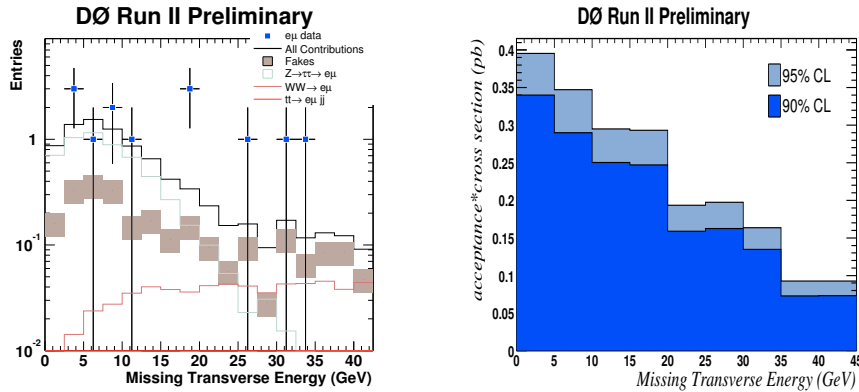 DØ Run II Preliminary
Entries
eμ data
All Contributions
Fakes
Z→ττ→ eμ
WW→ eμ
tt→ eμ jj
1
10⁻¹
10⁻²
0 5 10 15 20 25 30 35 40
Missing Transverse Energy (GeV)
DØ Run II Preliminary
acceptance*cross section (pb)
95% CL
90% CL
0.4
0.35
0.3
0.25
0.2
0.15
0.1
0.05
0
0 5 10 15 20 25 30 35 40 45
Missing Transverse Energy (GeV)